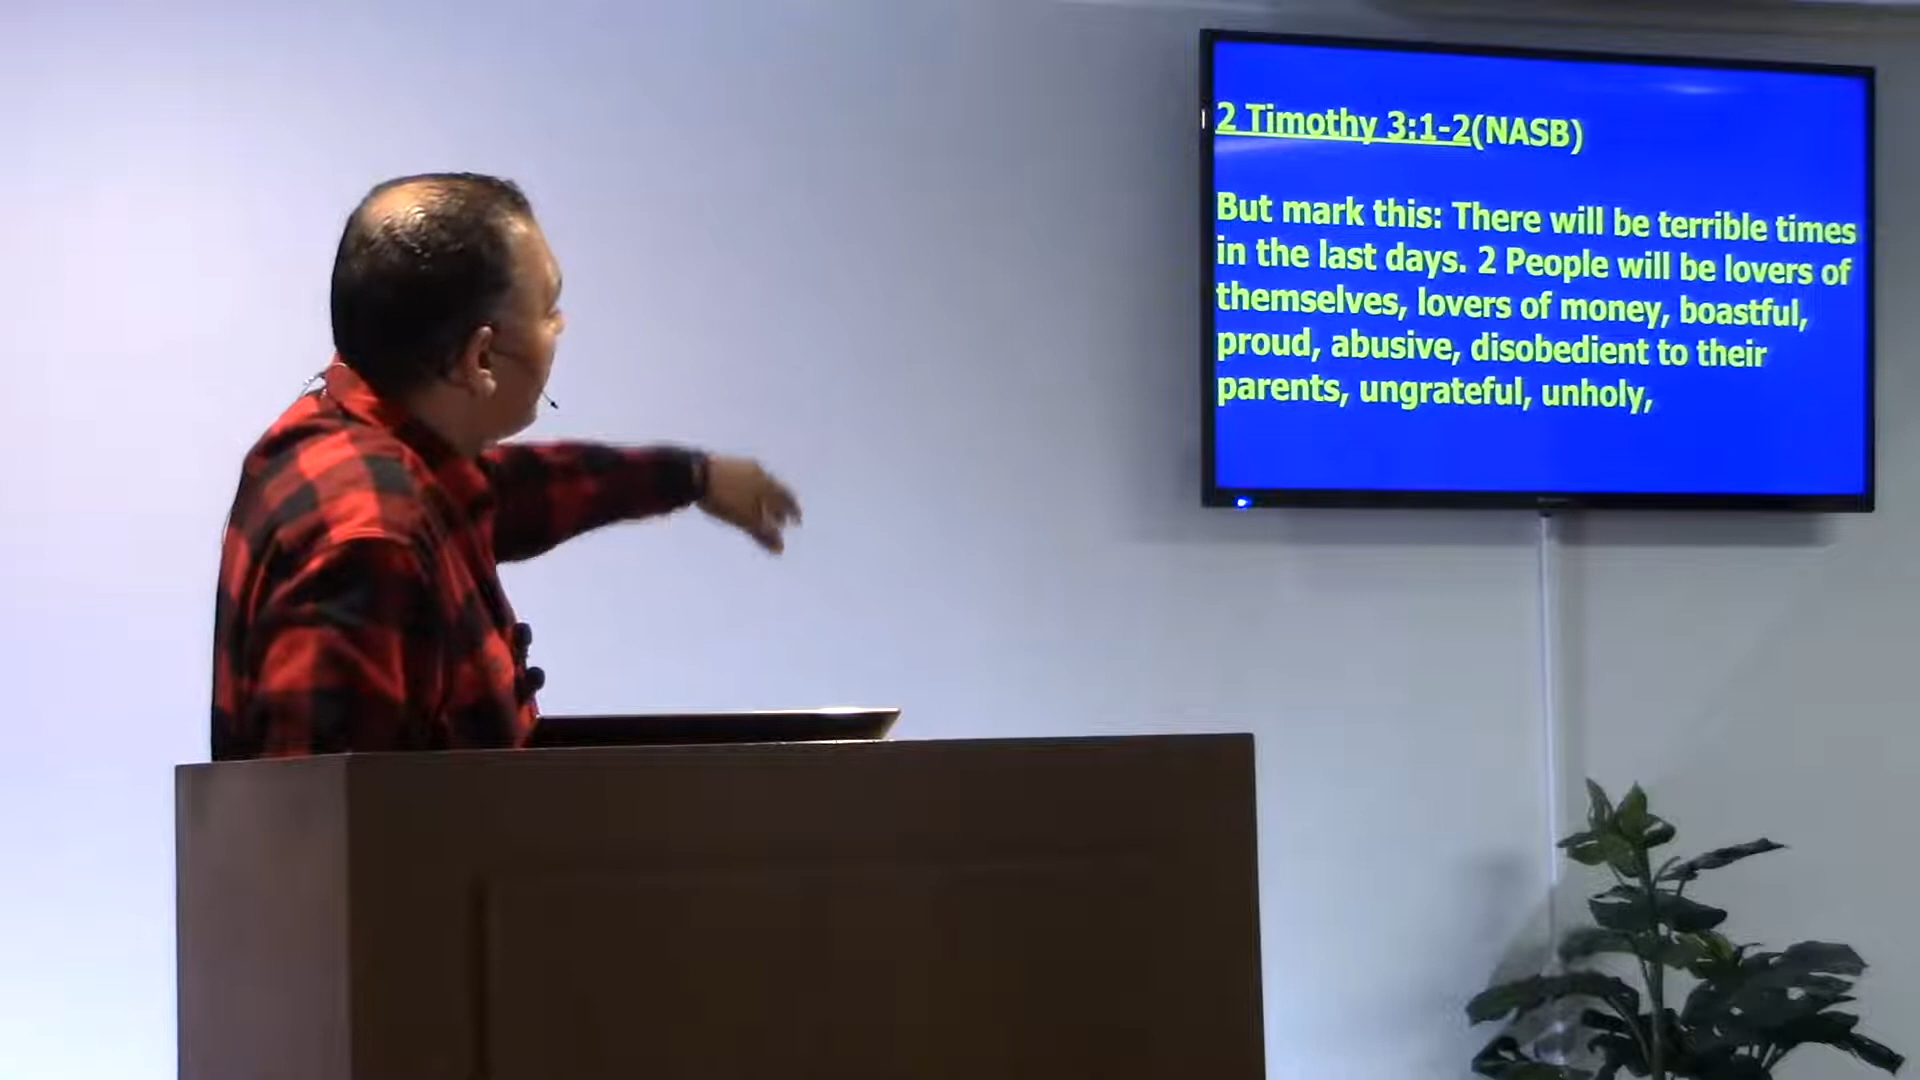 2 Timothy 3:1-2(NASB)
But mark this: There will be terrible times
in the last days. 2 People will be lovers of
themselves, lovers of money, boastful,
proud, abusive, disobedient to their
parents, ungrateful, unholy,